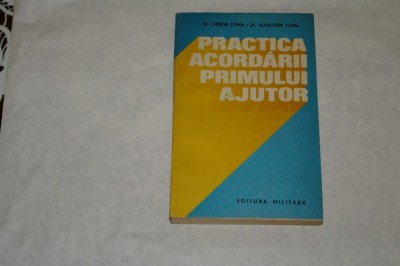 Dr. TUDOR TOMA • Dr. AUGUSTIN TOMA
PRACTICA
ACORDĂRII
PRIMULUI
AJUTOR
EDITURA MILITARĂ